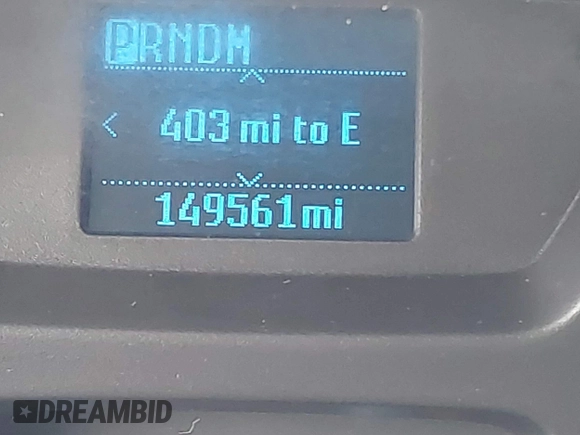 PRNDM
403 mi to E
149561mi
DREAMBID